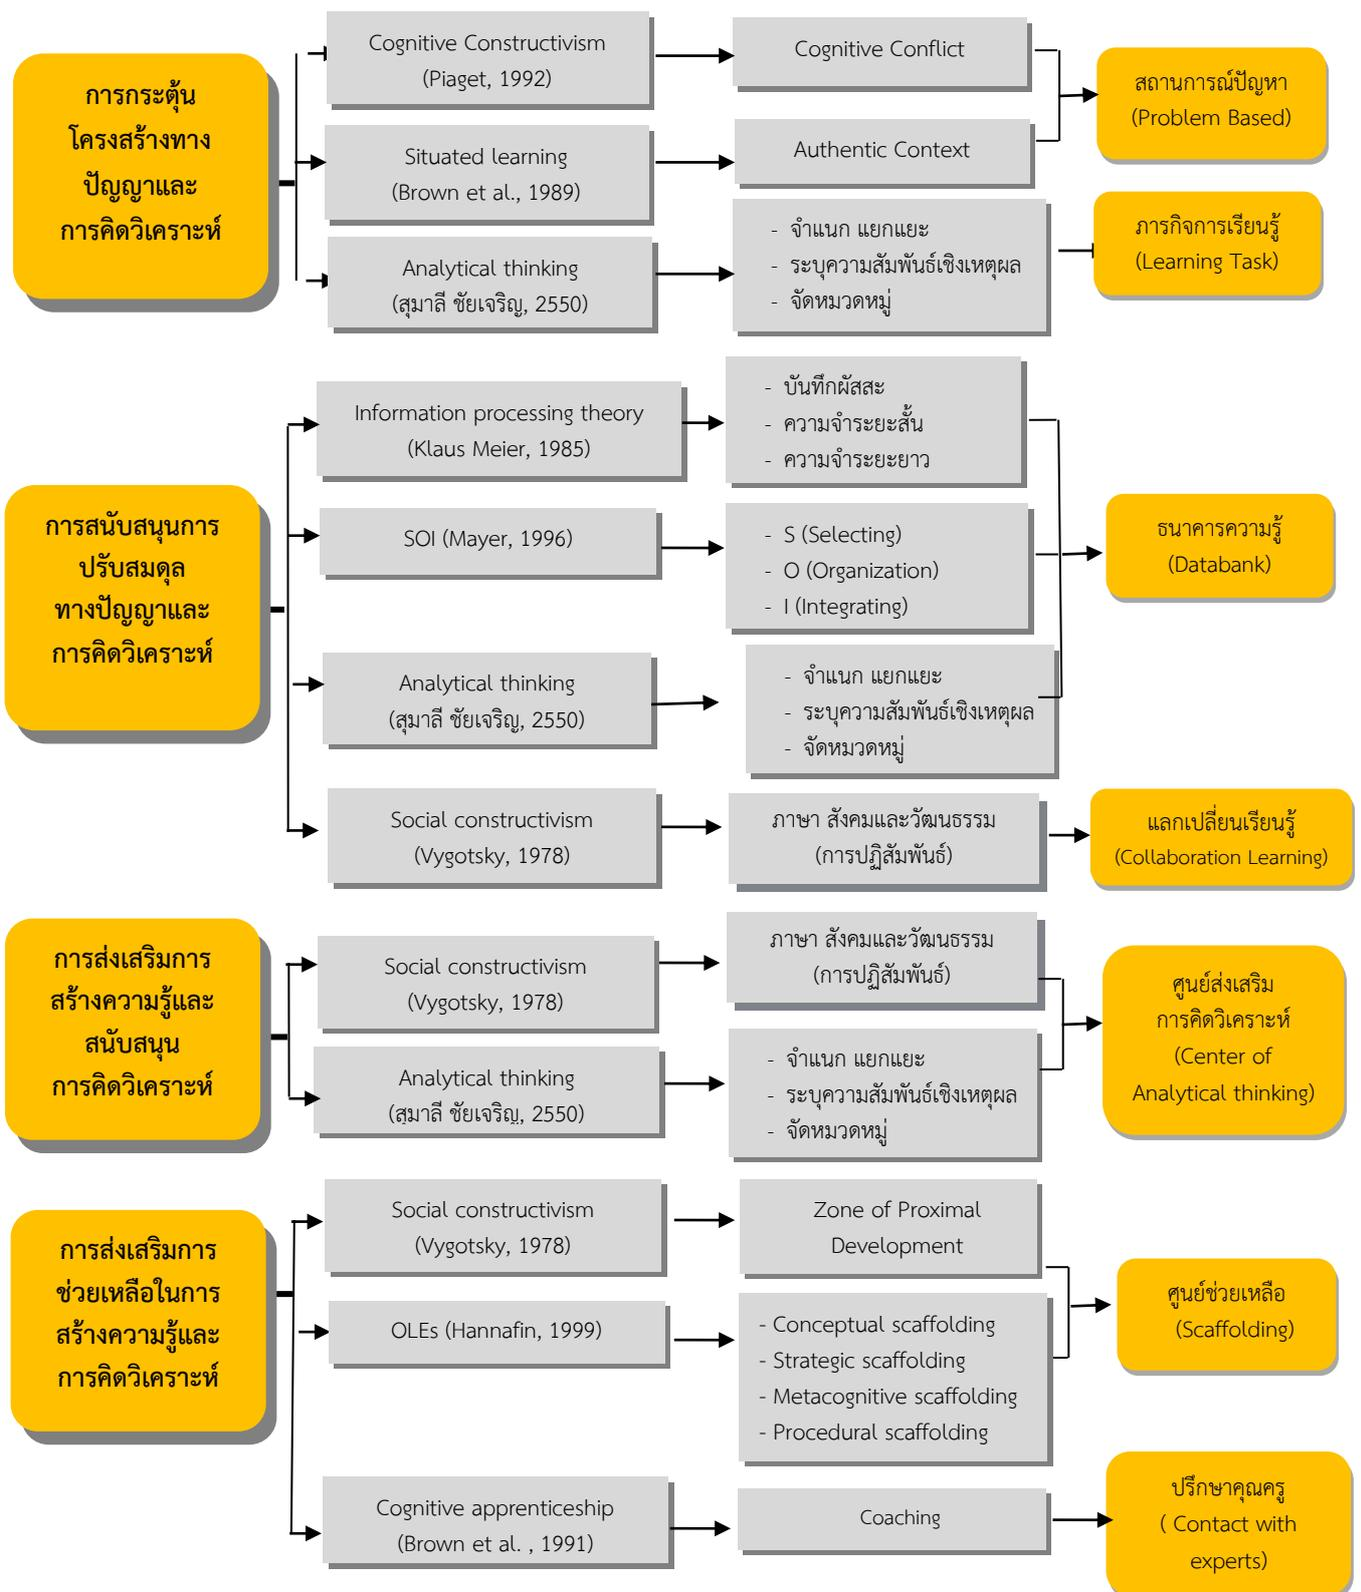 การกระตุ้น
โครงสร้างทาง
ปัญญาและ
การคิดวิเคราะห์
Cognitive Constructivism
(Piaget, 1992)
Cognitive Conflict
Situated learning
(Brown et al., 1989)
Authentic Context
สถานการณ์ปัญหา
(Problem Based)
Analytical thinking
(สุมาลี ชัยเจริญ, 2550)
- จำแนก แยกแยะ
- ระบุความสัมพันธ์เชิงเหตุผล
- จัดหมวดหมู่
ภารกิจการเรียนรู้
(Learning Task)
การสนับสนุนการ
ปรับสมดุล
ทางปัญญาและ
การคิดวิเคราะห์
Information processing theory
(Klaus Meier, 1985)
- บันทึกผัสสะ
- ความจำระยะสั้น
- ความจำระยะยาว
SOI (Mayer, 1996)
- S (Selecting)
- O (Organization)
- I (Integrating)
Analytical thinking
(สุมาลี ชัยเจริญ, 2550)
- จำแนก แยกแยะ
- ระบุความสัมพันธ์เชิงเหตุผล
- จัดหมวดหมู่
ธนาคารความรู้
(Databank)
Social constructivism
(Vygotsky, 1978)
ภาษา สังคมและวัฒนธรรม
(การปฏิสัมพันธ์)
แลกเปลี่ยนเรียนรู้
(Collaboration Learning)
การส่งเสริมการ
สร้างความรู้และ
สนับสนุน
การคิดวิเคราะห์
Social constructivism
(Vygotsky, 1978)
ภาษา สังคมและวัฒนธรรม
(การปฏิสัมพันธ์)
Analytical thinking
(สุมาลี ชัยเจริญ, 2550)
- จำแนก แยกแยะ
- ระบุความสัมพันธ์เชิงเหตุผล
- จัดหมวดหมู่
ศูนย์ส่งเสริม
การคิดวิเคราะห์
(Center of
Analytical thinking)
การส่งเสริมการ
ช่วยเหลือในการ
สร้างความรู้และ
การคิดวิเคราะห์
Social constructivism
(Vygotsky, 1978)
Zone of Proximal
Development
OLEs (Hannafin, 1999)
- Conceptual scaffolding
- Strategic scaffolding
- Metacognitive scaffolding
- Procedural scaffolding
ศูนย์ช่วยเหลือ
(Scaffolding)
Cognitive apprenticeship
(Brown et al. , 1991)
Coaching
ปรึกษาคุณครู
( Contact with
experts)